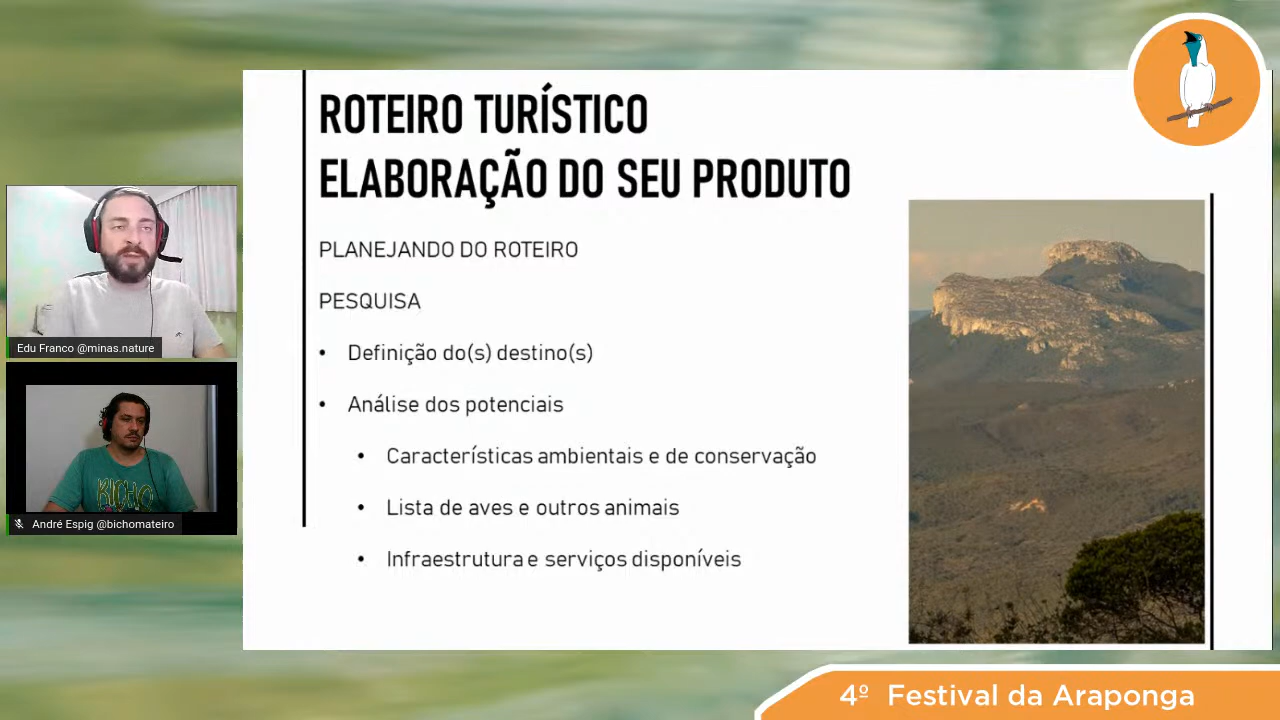 ROTEIRO TURÍSTICO
ELABORAÇÃO DO SEU PRODUTO
PLANEJANDO DO ROTEIRO
PESQUISA
• Definição do(s) destino(s)
• Análise dos potenciais
• Características ambientais e de conservação
• Lista de aves e outros animais
• Infraestrutura e serviços disponíveis
Edu Franco @minas.nature
BICHO
André Espig @bichomateiro
4º Festival da Araponga